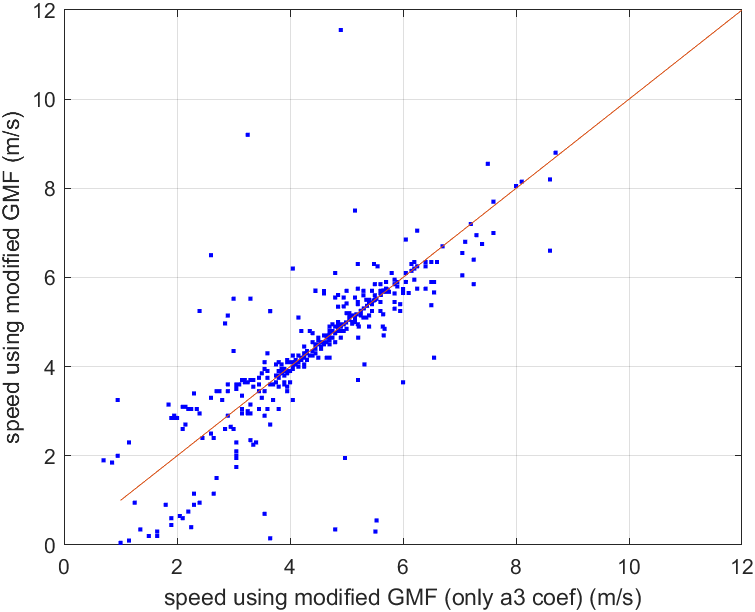 12
10
8
6
4
2
0
speed using modified GMF (m/s)
0 2 4 6 8 10 12
speed using modified GMF (only a3 coef) (m/s)